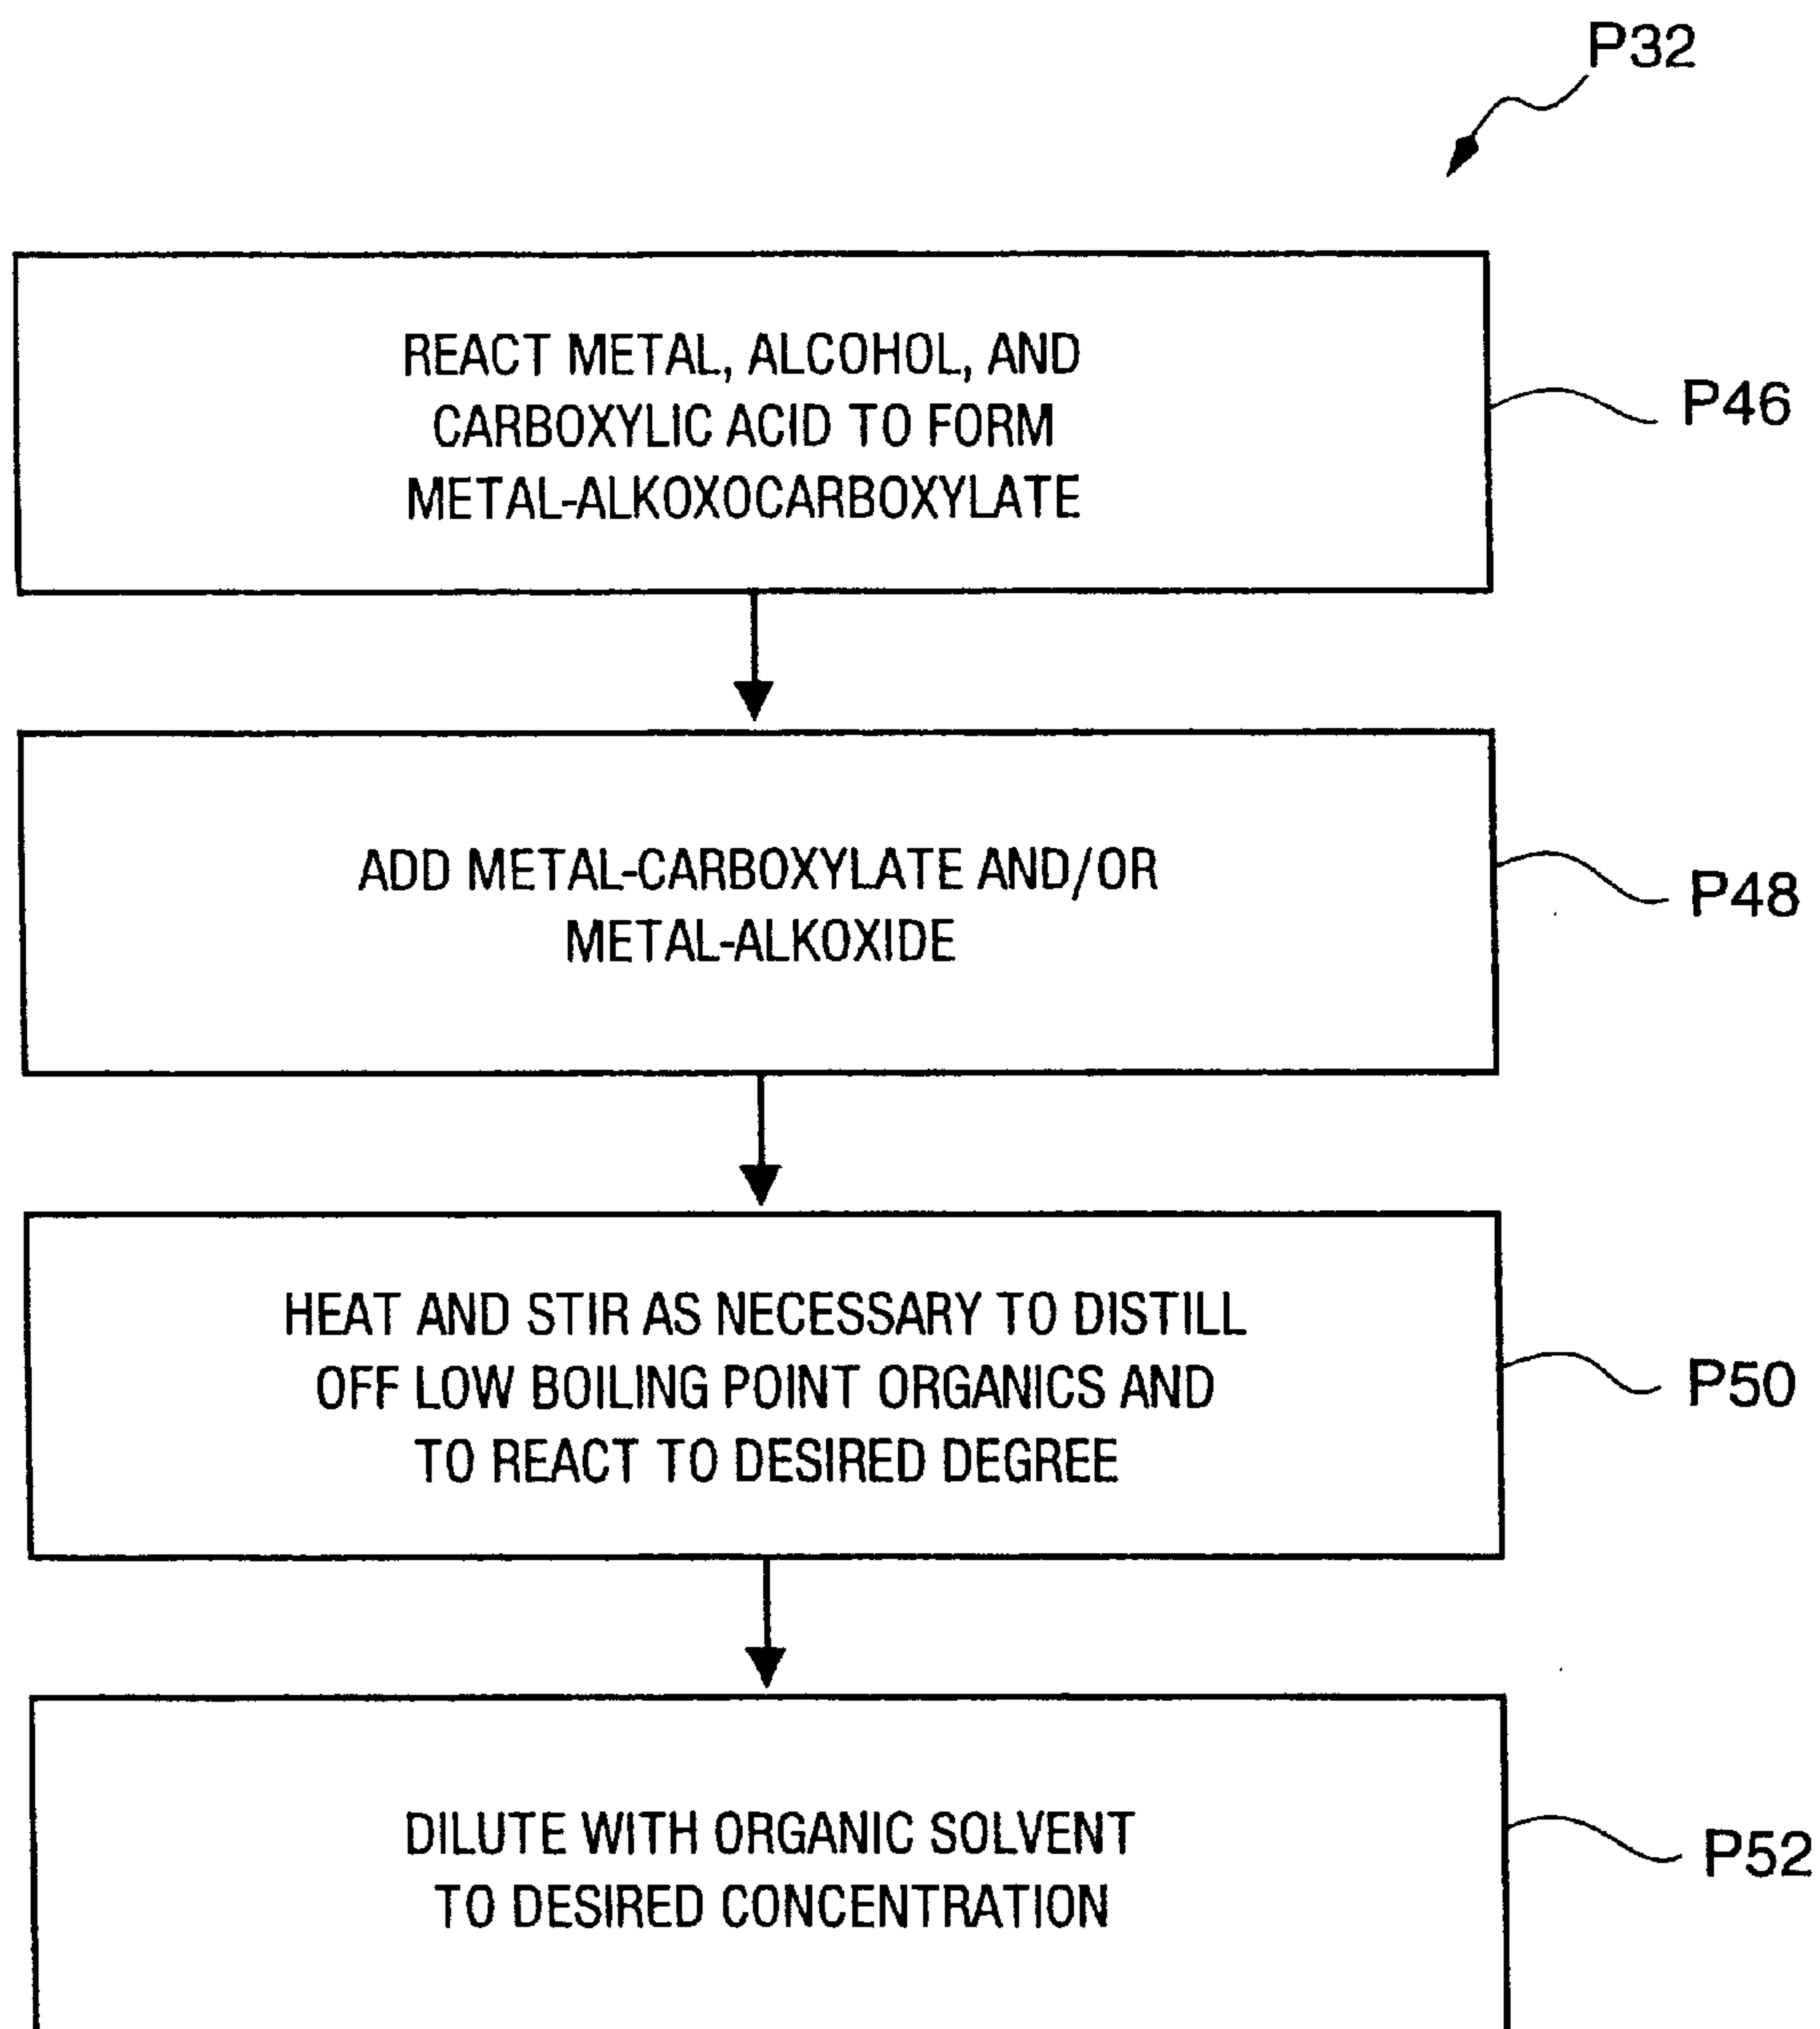 P32
REACT METAL, ALCOHOL, AND
CARBOXYLIC ACID TO FORM
METAL-ALKOXOCARBOXYLATE
P46
ADD METAL-CARBOXYLATE AND/OR
METAL-ALKOXIDE
P48
HEAT AND STIR AS NECESSARY TO DISTILL
OFF LOW BOILING POINT ORGANICS AND
TO REACT TO DESIRED DEGREE
P50
DILUTE WITH ORGANIC SOLVENT
TO DESIRED CONCENTRATION
P52